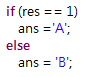 if (res == 1)
    ans ='A';
else
    ans = 'B';